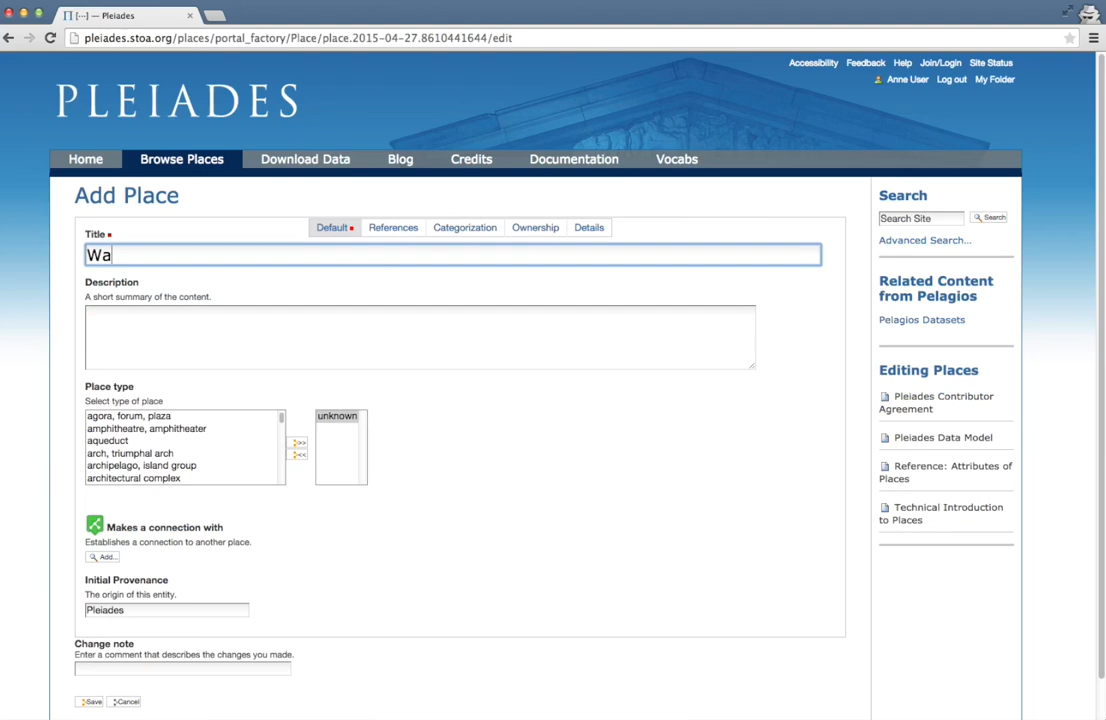 [···] — Pleiades
pleiades.stoa.org/places/portal_factory/Place/place.2015-04-27.8610441644/edit
Accessibility Feedback Help Join/Login Site Status
Anne User Log out My Folder
PLEIADES
Home Browse Places Download Data Blog Credits Documentation Vocabs
Add Place
Default References Categorization Ownership Details
Title
Wa
Description
A short summary of the content.
Place type
Select type of place
agora, forum, plaza
amphitheatre, amphitheater
aqueduct
arch, triumphal arch
archipelago, island group
architectural complex
>>
<<
unknown
Makes a connection with
Establishes a connection to another place.
Add...
Initial Provenance
The origin of this entity.
Pleiades
Change note
Enter a comment that describes the changes you made.
Save Cancel
Search
Search Site Search
Advanced Search...
Related Content
from Pelagios
Pelagios Datasets
Editing Places
Pleiades Contributor
Agreement
Pleiades Data Model
Reference: Attributes of
Places
Technical Introduction
to Places